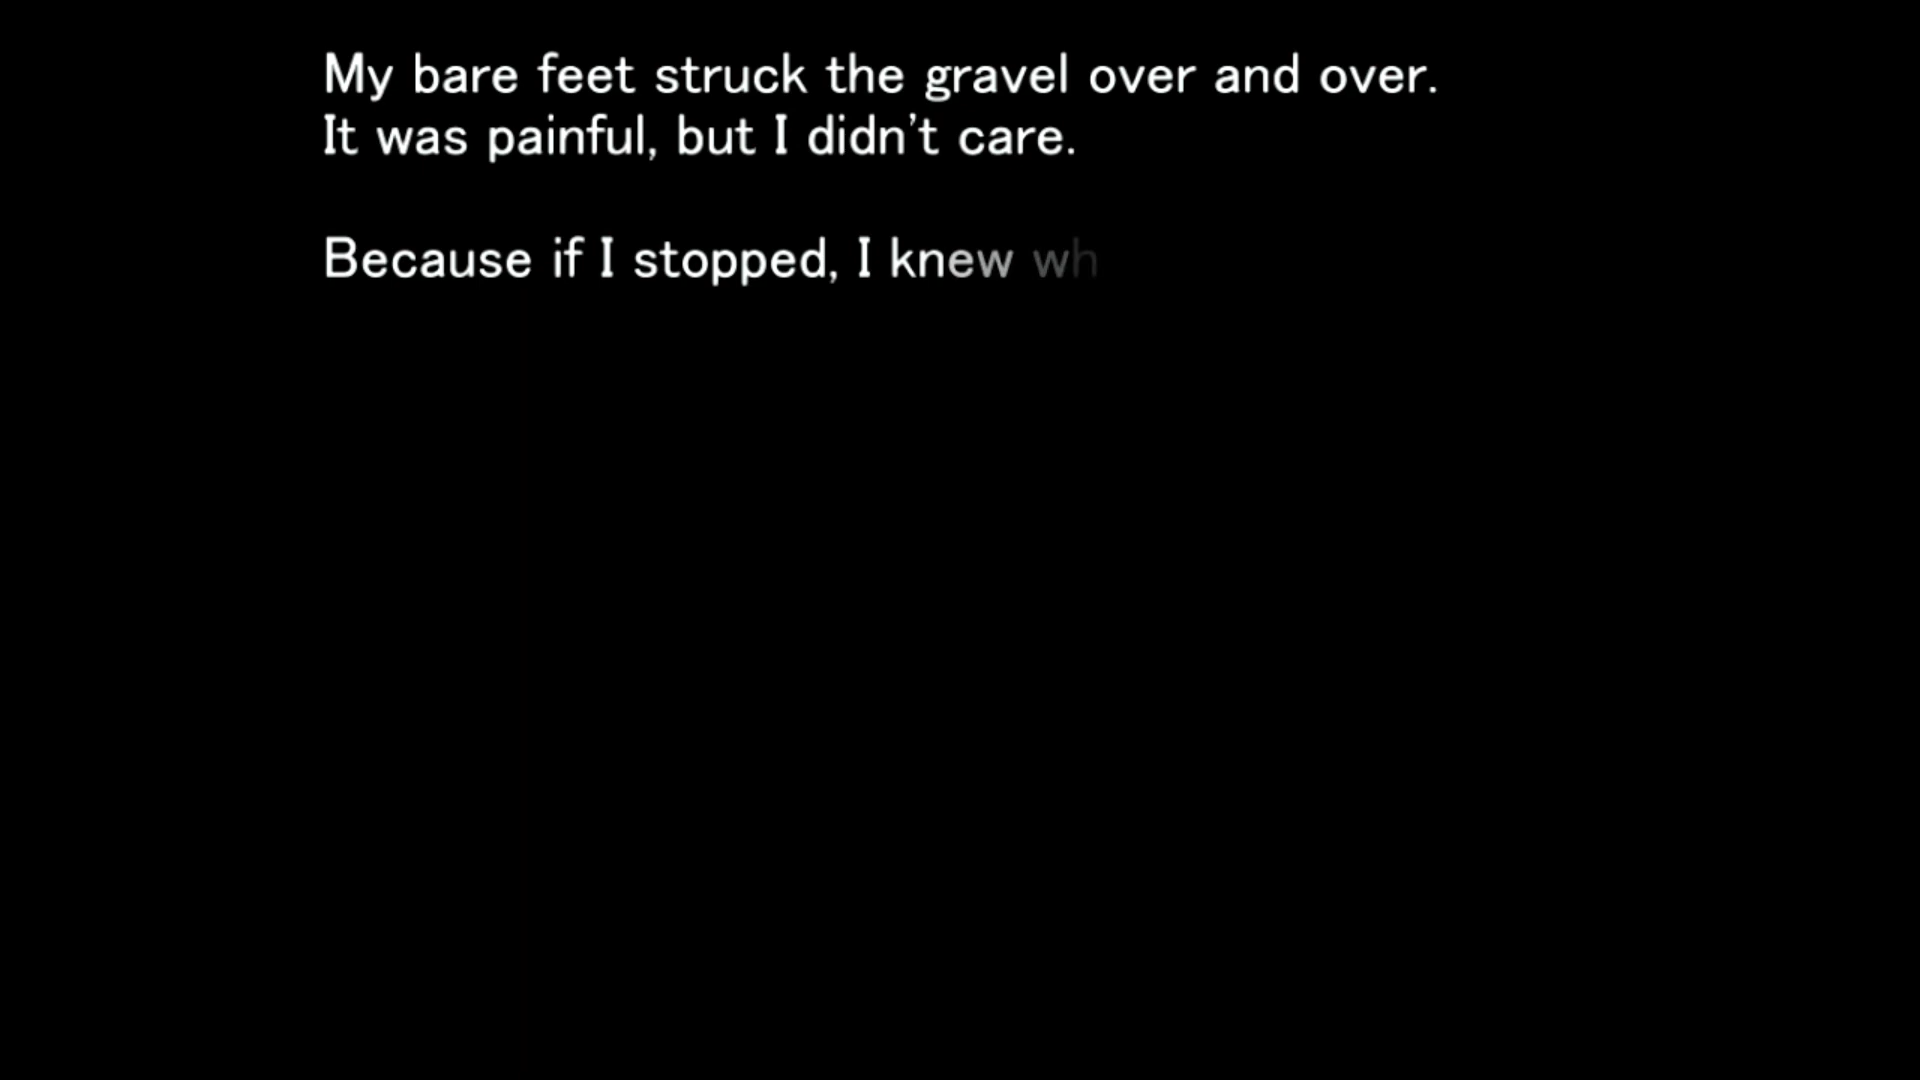 My bare feet struck the gravel over and over.
It was painful, but I didn't care.
Because if I stopped, I knew wh